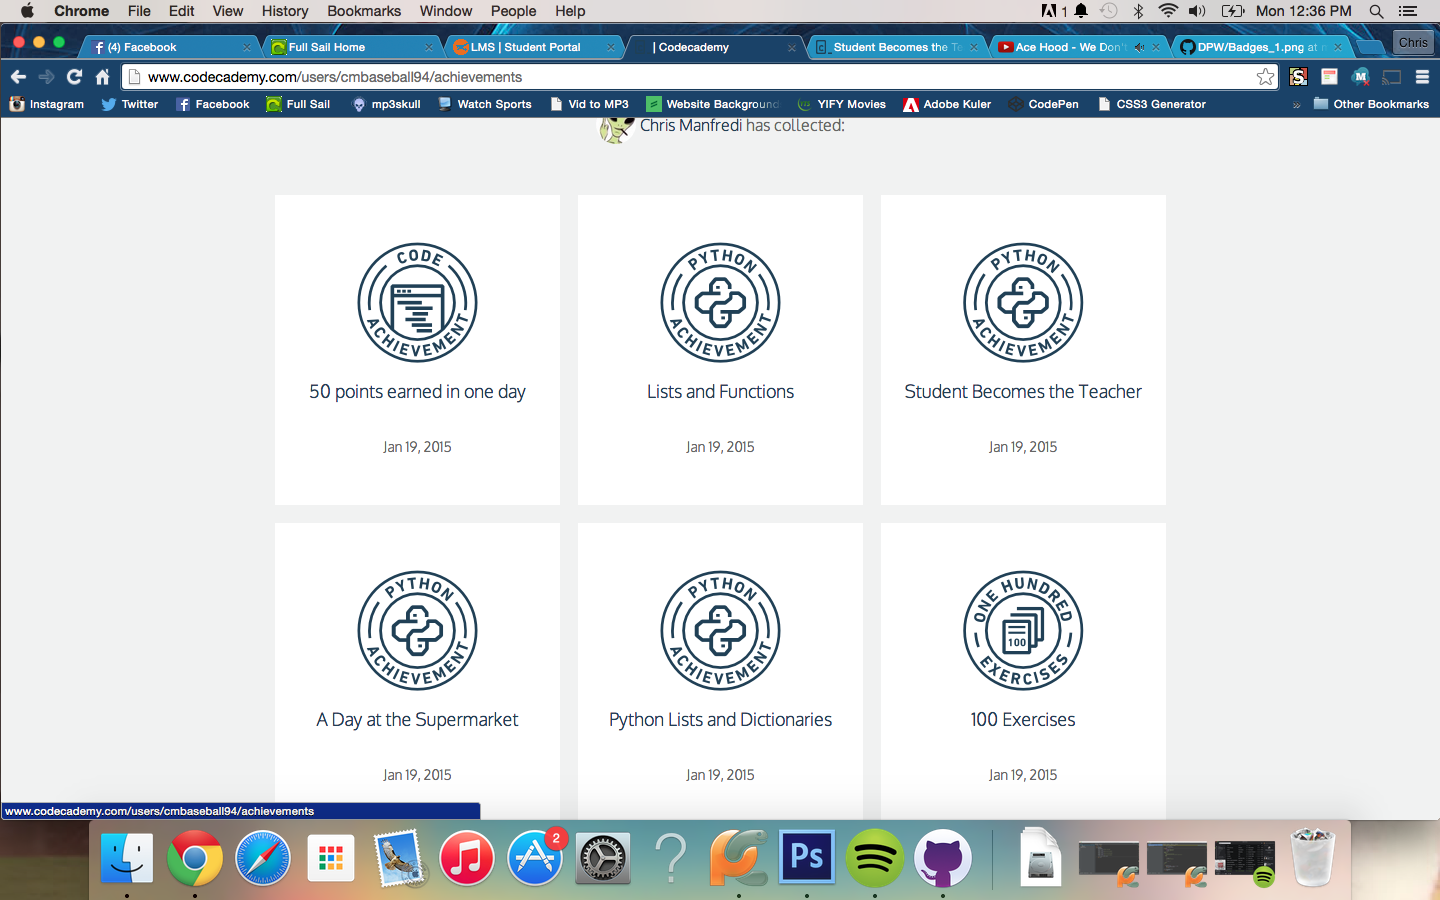 Chrome File Edit View History Bookmarks Window People Help 1 Mon 12:36 PM
(4) Facebook Full Sail Home LMS | Student Portal | Codecademy Student Becomes the Te Ace Hood - We Don't DPW/Badges_1.png at m Chris
www.codecademy.com/users/cmbaseball94/achievements
Instagram Twitter Facebook Full Sail mp3skull Watch Sports Vid to MP3 Website Background YIFY Movies Adobe Kuler CodePen CSS3 Generator » Other Bookmarks
Chris Manfredi has collected:
CODE ACHIEVEMENT
PYTHON ACHIEVEMENT
PYTHON ACHIEVEMENT
50 points earned in one day
Lists and Functions
Student Becomes the Teacher
Jan 19, 2015
Jan 19, 2015
Jan 19, 2015
PYTHON ACHIEVEMENT
PYTHON ACHIEVEMENT
ONE HUNDRED EXERCISES
100
A Day at the Supermarket
Python Lists and Dictionaries
100 Exercises
Jan 19, 2015
Jan 19, 2015
Jan 19, 2015
www.codecademy.com/users/cmbaseball94/achievements
2
?
Ps